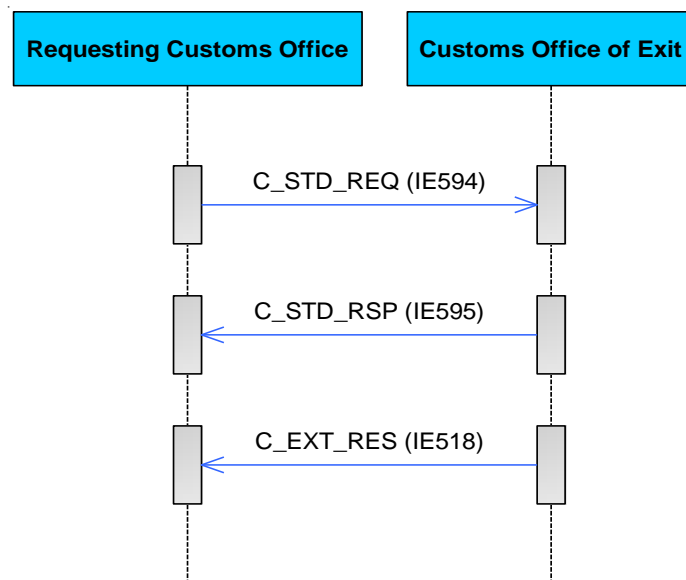 Requesting Customs Office
Customs Office of Exit
C_STD_REQ (IE594)
C_STD_RSP (IE595)
C_EXT_RES (IE518)